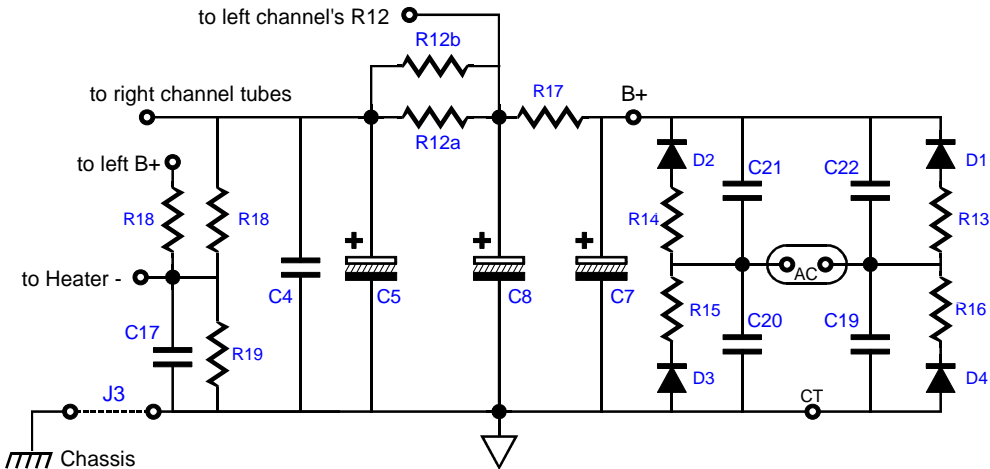 to left channel's R12
R12b
R17
B+
to right channel tubes
R12a
to left B+
D2
C21
C22
D1
R18
R18
R14
R13
to Heater -
AC
C4
C5
C8
C7
R15
C20
C19
R16
C17
R19
D3
D4
J3
CT
Chassis